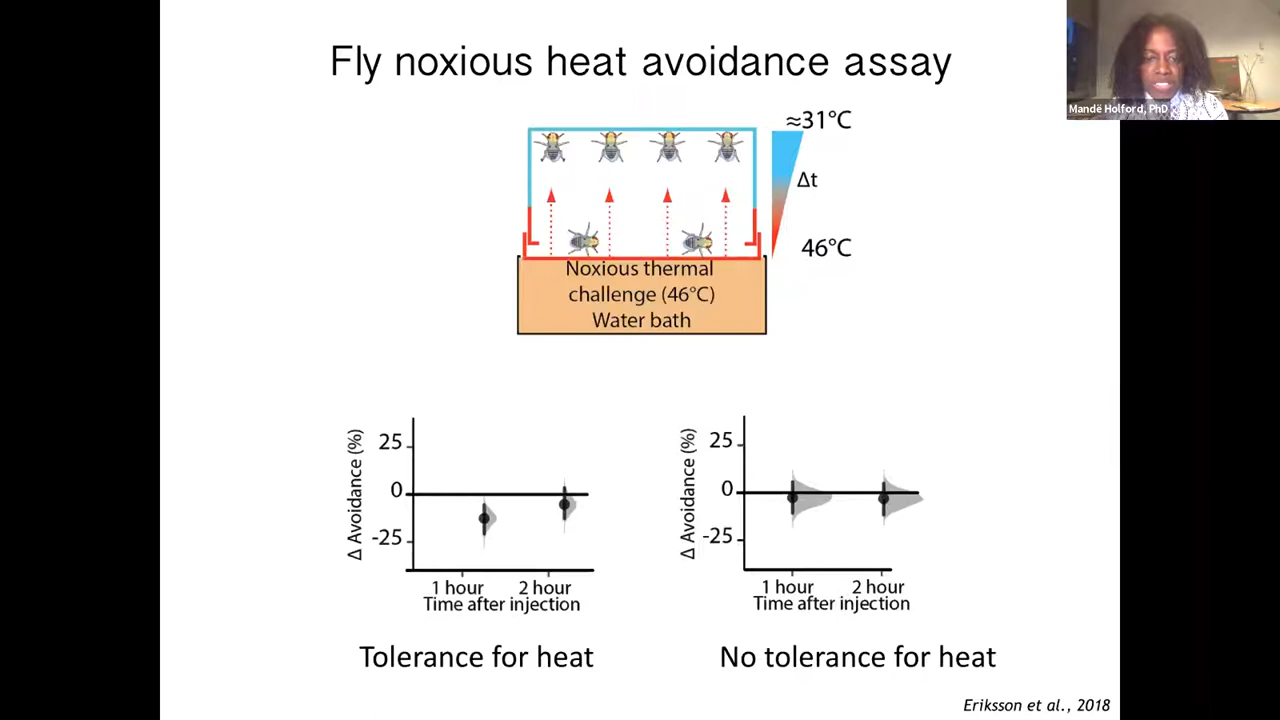 Fly noxious heat avoidance assay
Mandë Holford, PhD
≈31°C
Δt
46°C
Noxious thermal
challenge (46°C)
Water bath
Δ Avoidance (%)
25
0
-25
1 hour
2 hour
Time after injection
Tolerance for heat
Δ Avoidance (%)
25
0
-25
1 hour
2 hour
Time after injection
No tolerance for heat
Eriksson et al., 2018